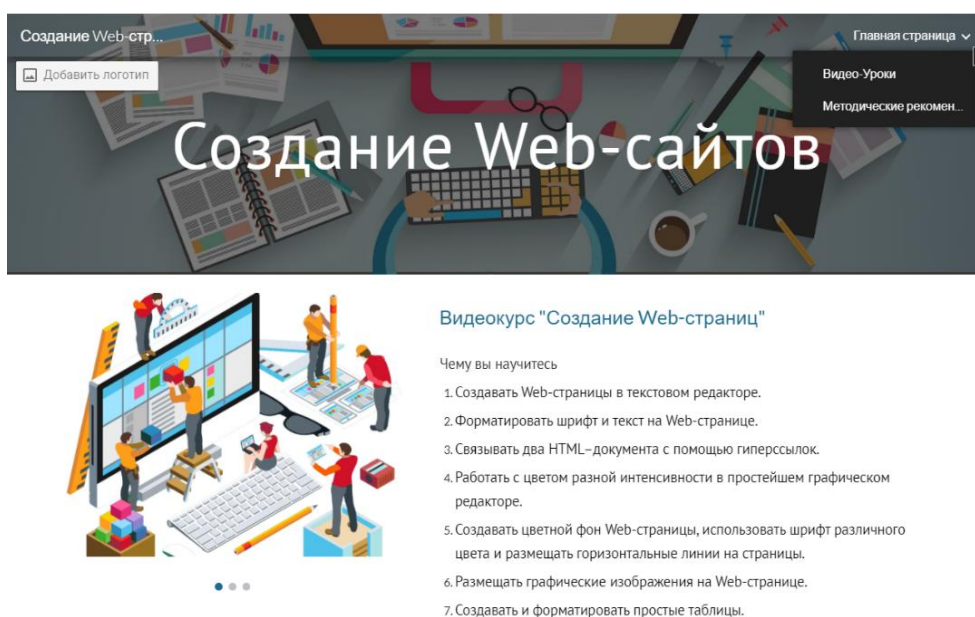 Создание Web-стр...
Главная страница
Добавить логотип
Видео-Уроки
Методические рекомен...
Создание Web-сайтов
Видеокурс "Создание Web-страниц"
Чему вы научитесь
1. Создавать Web-страницы в текстовом редакторе.
2. Форматировать шрифт и текст на Web-странице.
3. Связывать два HTML–документа с помощью гиперссылок.
4. Работать с цветом разной интенсивности в простейшем графическом
редакторе.
5. Создавать цветной фон Web-страницы, использовать шрифт различного
цвета и размещать горизонтальные линии на страницы.
6. Размещать графические изображения на Web-странице.
7. Создавать и форматировать простые таблицы.